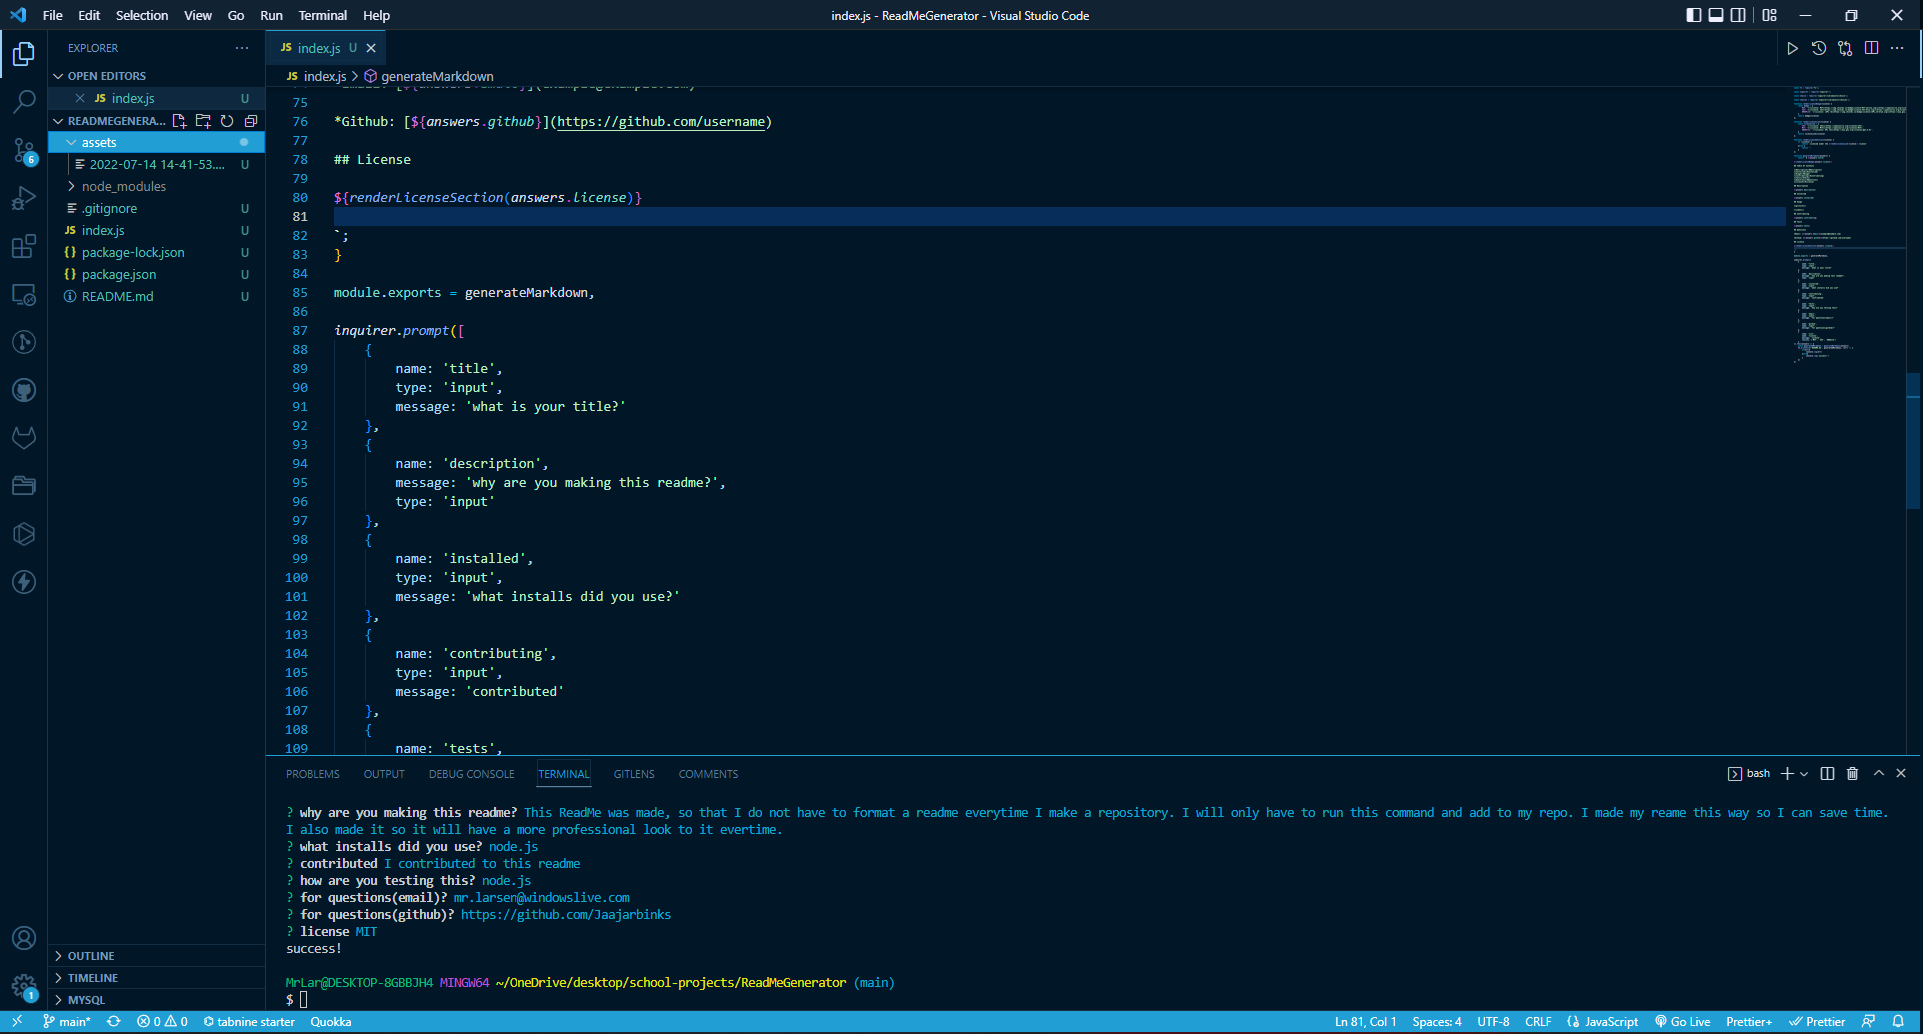 File Edit Selection View Go Run Terminal Help
index.js - ReadMeGenerator - Visual Studio Code
EXPLORER
OPEN EDITORS
JS index.js U
READMEGENERA...
assets
2022-07-14 14-41-53.... U
node_modules
.gitignore U
JS index.js U
{} package-lock.json U
{} package.json U
README.md U
OUTLINE
TIMELINE
MYSQL
6
1
JS index.js U
JS index.js > generateMarkdown
75
76 *Github: [${answers.github}](https://github.com/username)
77
78 ## License
79
80 ${renderLicenseSection(answers.license)}
81
82 `;
83 }
84
85 module.exports = generateMarkdown,
86
87 inquirer.prompt([
88 {
89 name: 'title',
90 type: 'input',
91 message: 'what is your title?'
92 },
93 {
94 name: 'description',
95 message: 'why are you making this readme?',
96 type: 'input'
97 },
98 {
99 name: 'installed',
100 type: 'input',
101 message: 'what installs did you use?'
102 },
103 {
104 name: 'contributing',
105 type: 'input',
106 message: 'contributed'
107 },
108 {
109 name: 'tests',
PROBLEMS OUTPUT DEBUG CONSOLE TERMINAL GITLENS COMMENTS
bash
? why are you making this readme? This ReadMe was made, so that I do not have to format a readme everytime I make a repository. I will only have to run this command and add to my repo. I made my reame this way so I can save time.
I also made it so it will have a more professional look to it evertime.
? what installs did you use? node.js
? contributed I contributed to this readme
? how are you testing this? node.js
? for questions(email)? mr.larsen@windowslive.com
? for questions(github)? https://github.com/Jaajarbinks
? license MIT
success!
MrLar@DESKTOP-8GBBJH4 MINGW64 ~/OneDrive/desktop/school-projects/ReadMeGenerator (main)
$
main* 0 0 tabnine starter Quokka
Ln 81, Col 1 Spaces: 4 UTF-8 CRLF JavaScript Go Live Prettier+ Prettier